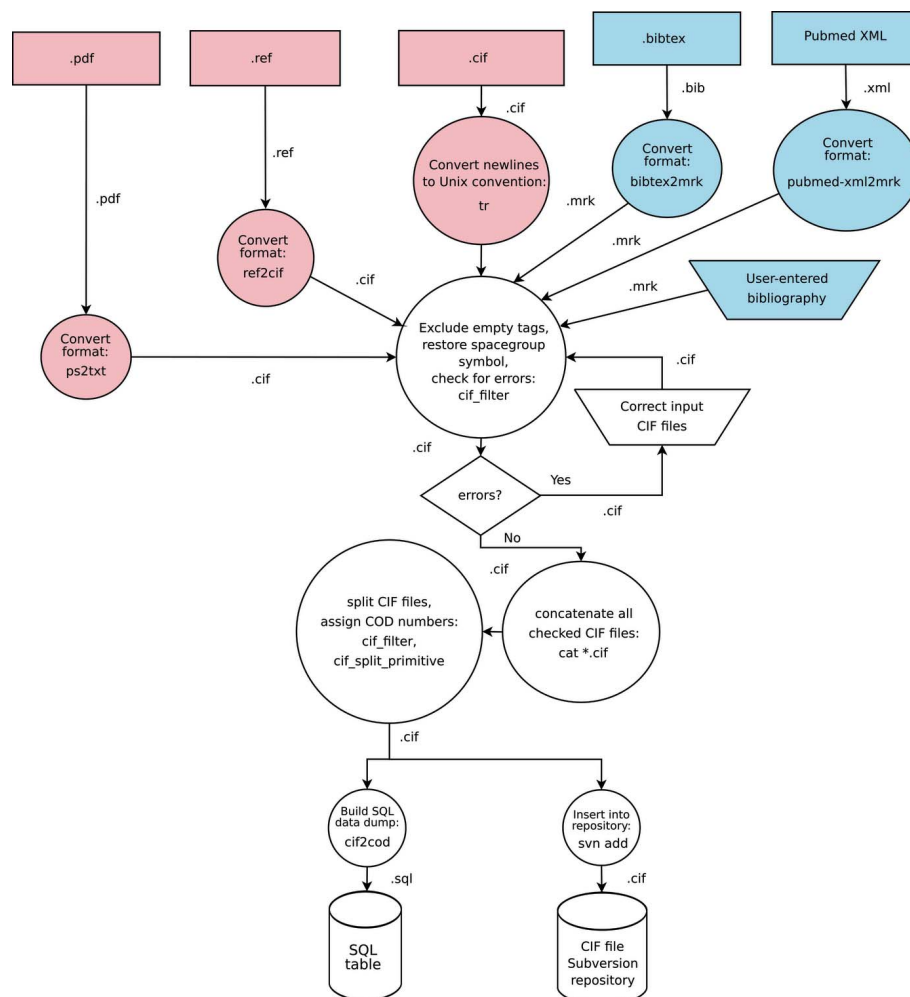 .pdf
.ref
.cif
.bibtex
Pubmed XML
.cif
.bib
.xml
.ref
.pdf
Convert newlines
to Unix convention:
tr
Convert
format:
bibtex2mrk
Convert
format:
pubmed-xml2mrk
.mrk
.mrk
Convert
format:
ref2cif
.cif
.mrk
User-entered
bibliography
Convert
format:
ps2txt
.cif
Exclude empty tags,
restore spacegroup
symbol,
check for errors:
cif_filter
.cif
Correct input
CIF files
.cif
errors?
Yes
.cif
No
.cif
split CIF files,
assign COD numbers:
cif_filter,
cif_split_primitive
concatenate all
checked CIF files:
cat *.cif
.cif
Build SQL
data dump:
cif2cod
Insert into
repository:
svn add
.sql
.cif
SQL
table
CIF file
Subversion
repository